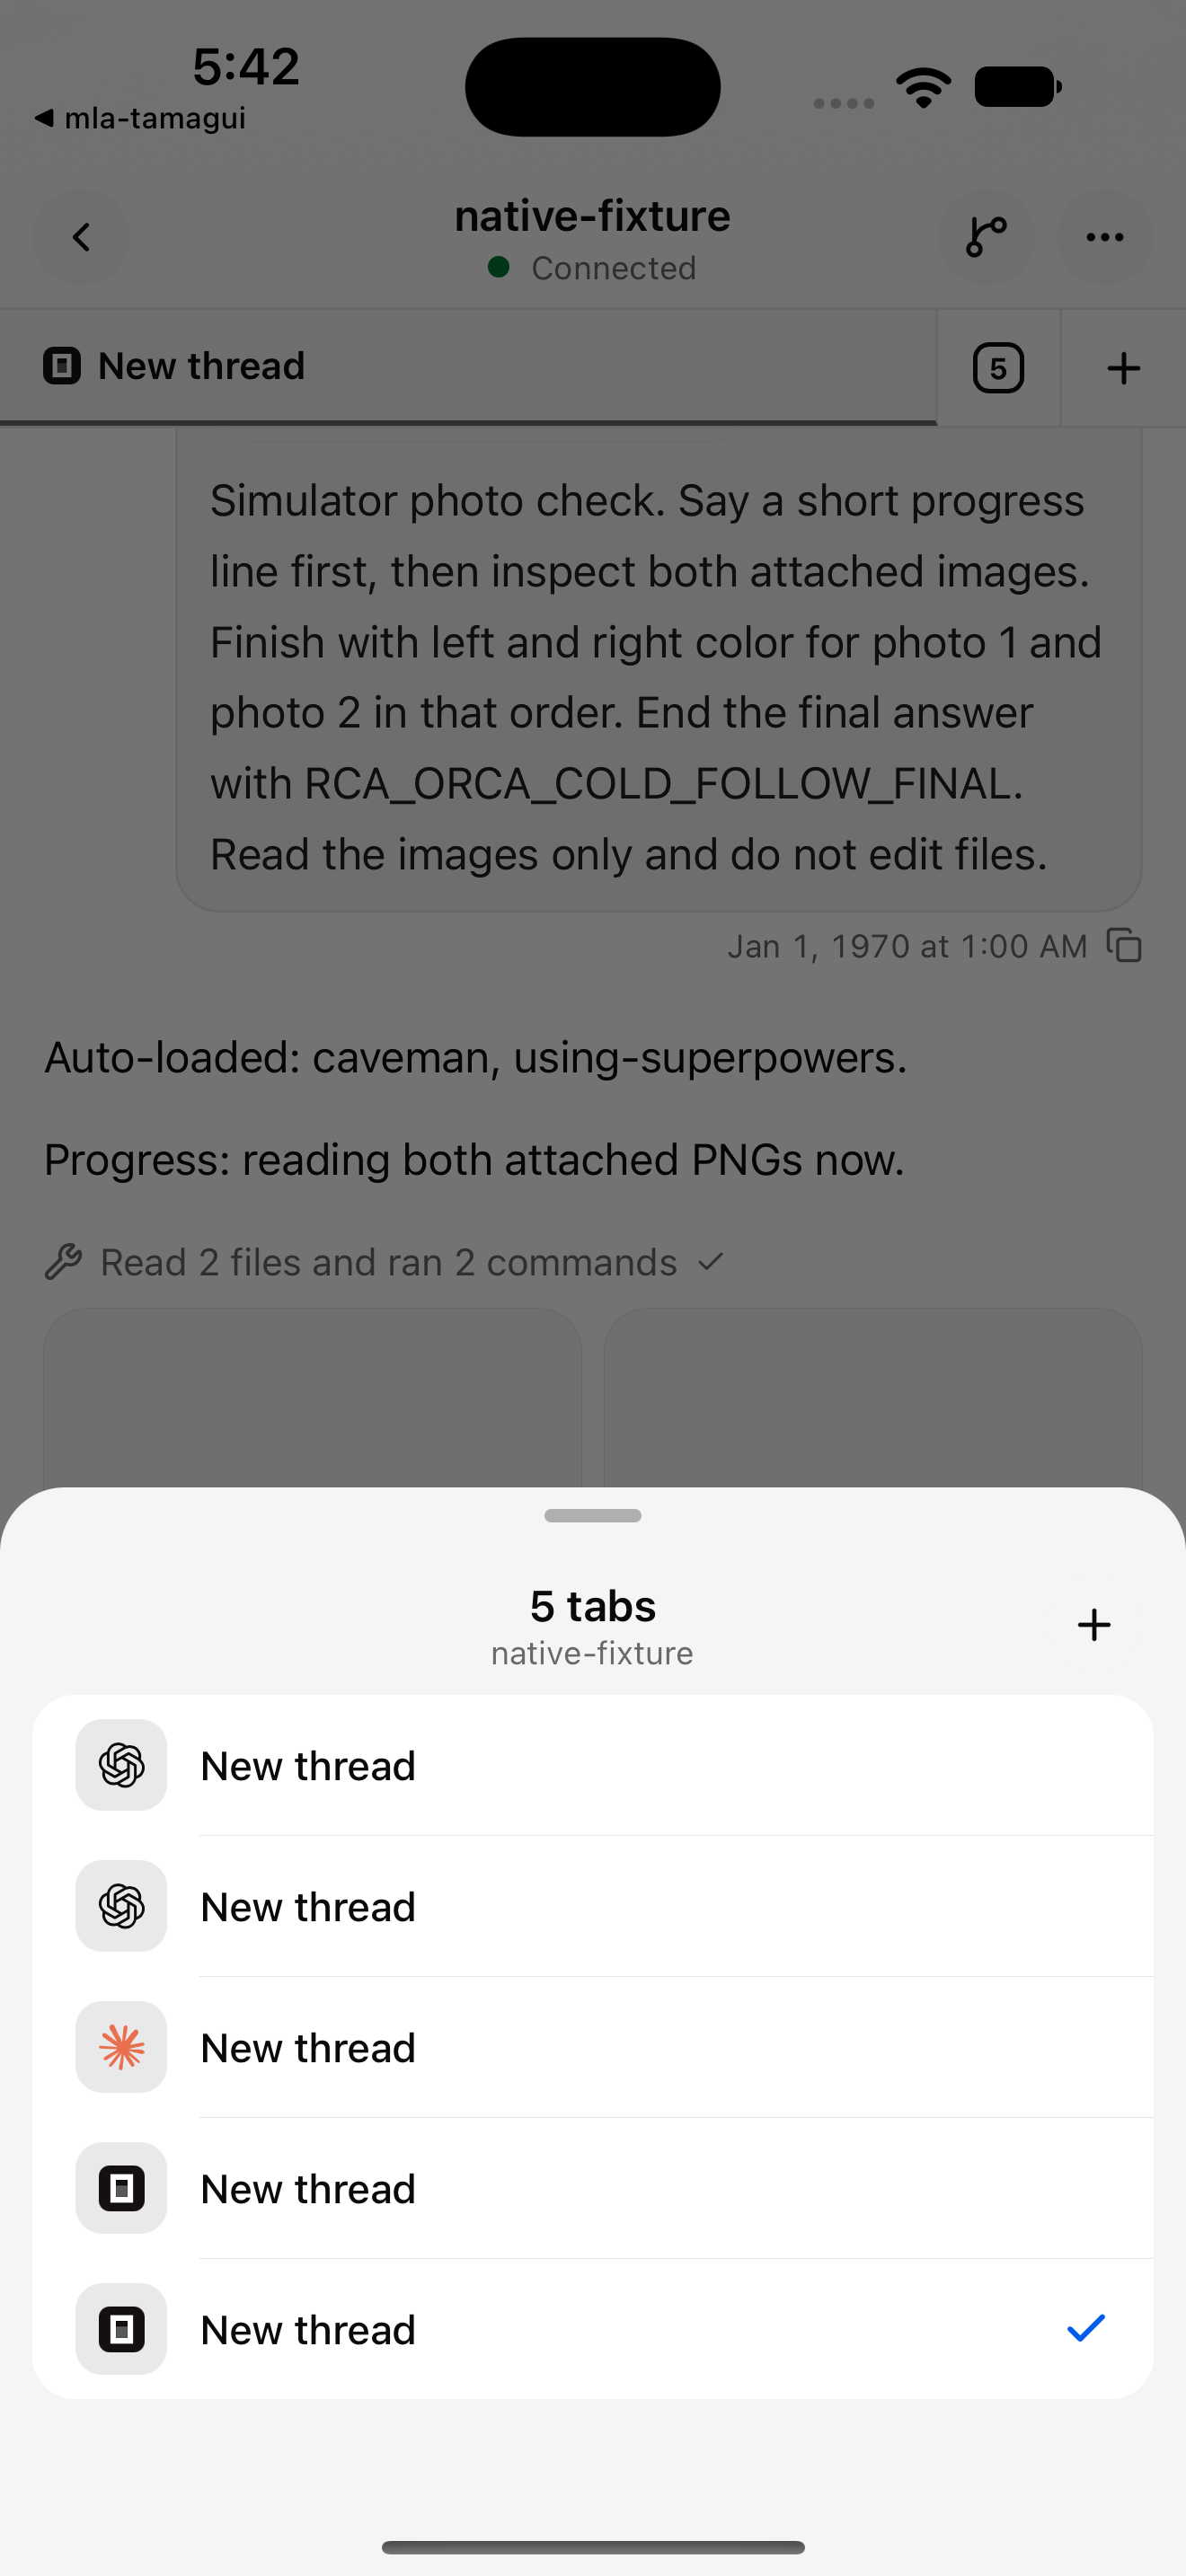 5:42
mla-tamagui
native-fixture
Connected
New thread
5
Simulator photo check. Say a short progress
line first, then inspect both attached images.
Finish with left and right color for photo 1 and
photo 2 in that order. End the final answer
with RCA_ORCA_COLD_FOLLOW_FINAL.
Read the images only and do not edit files.
Jan 1, 1970 at 1:00 AM
Auto-loaded: caveman, using-superpowers.
Progress: reading both attached PNGs now.
Read 2 files and ran 2 commands
5 tabs
native-fixture
New thread
New thread
New thread
New thread
New thread